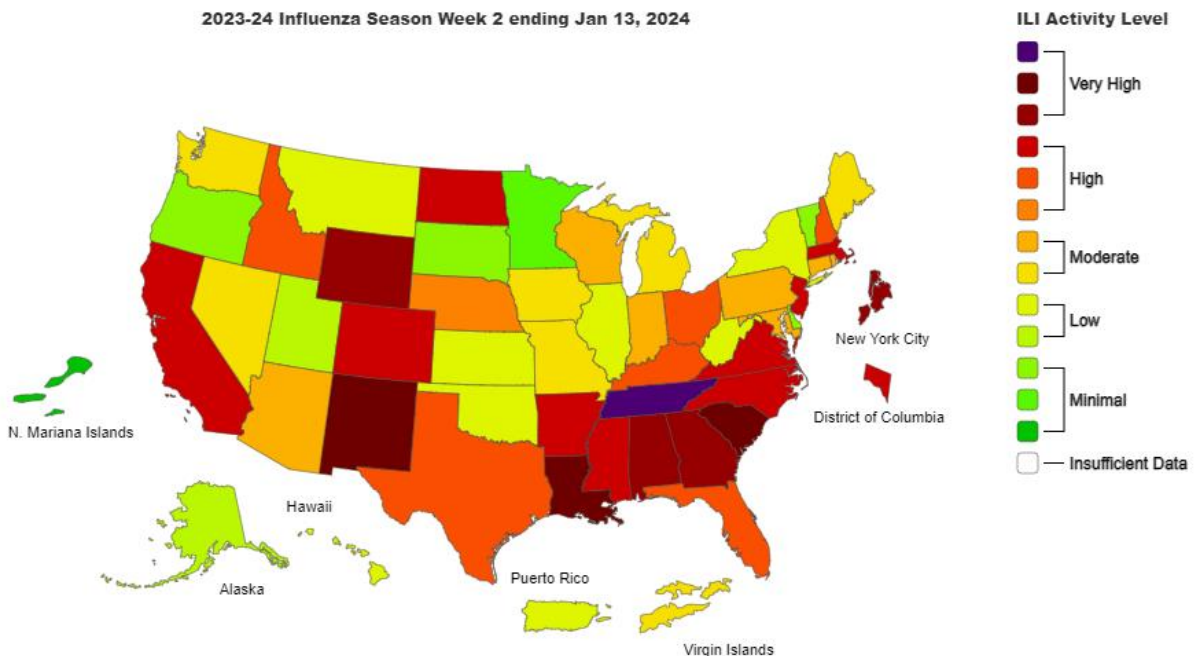 2023-24 Influenza Season Week 2 ending Jan 13, 2024
ILI Activity Level
Very High
High
Moderate
Low
Minimal
Insufficient Data
New York City
District of Columbia
N. Mariana Islands
Hawaii
Alaska
Puerto Rico
Virgin Islands